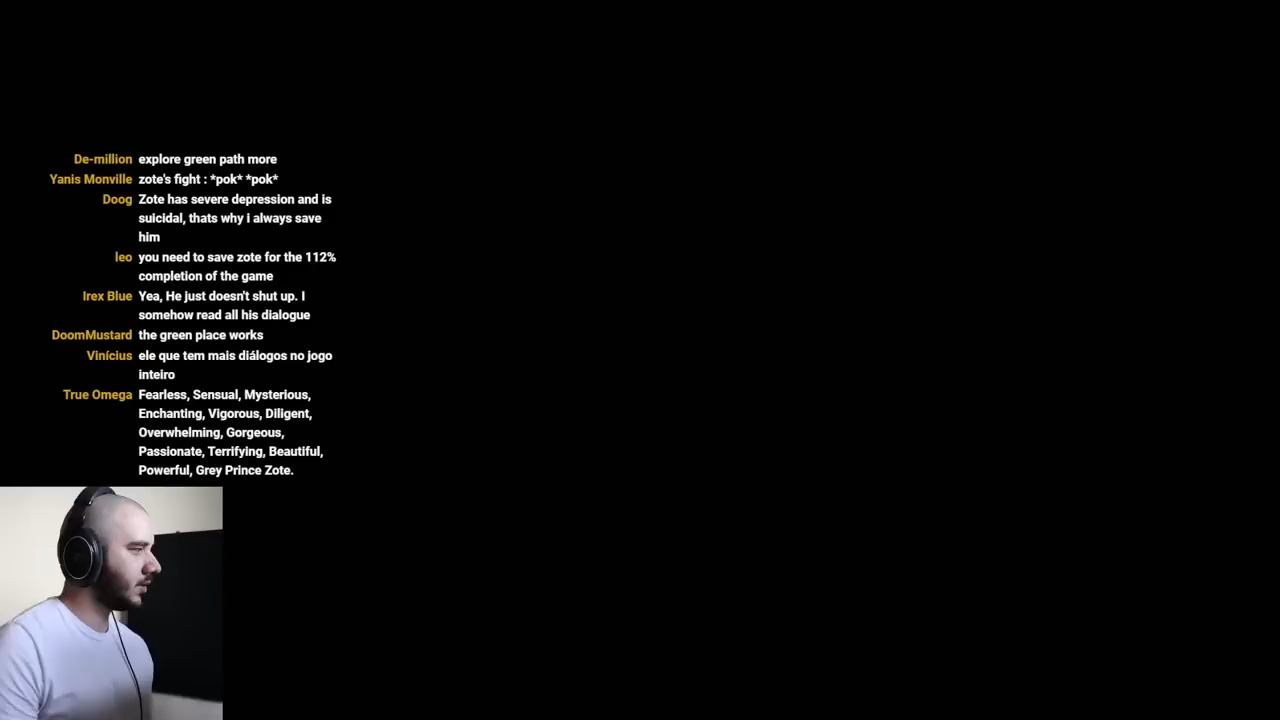 De-million explore green path more
Yanis Monville zote's fight : *pok* *pok*
Doog Zote has severe depression and is
suicidal, thats why i always save
him
leo you need to save zote for the 112%
completion of the game
Irex Blue Yea, He just doesn't shut up. I
somehow read all his dialogue
DoomMustard the green place works
Vinícius ele que tem mais diálogos no jogo
inteiro
True Omega Fearless, Sensual, Mysterious,
Enchanting, Vigorous, Diligent,
Overwhelming, Gorgeous,
Passionate, Terrifying, Beautiful,
Powerful, Grey Prince Zote.